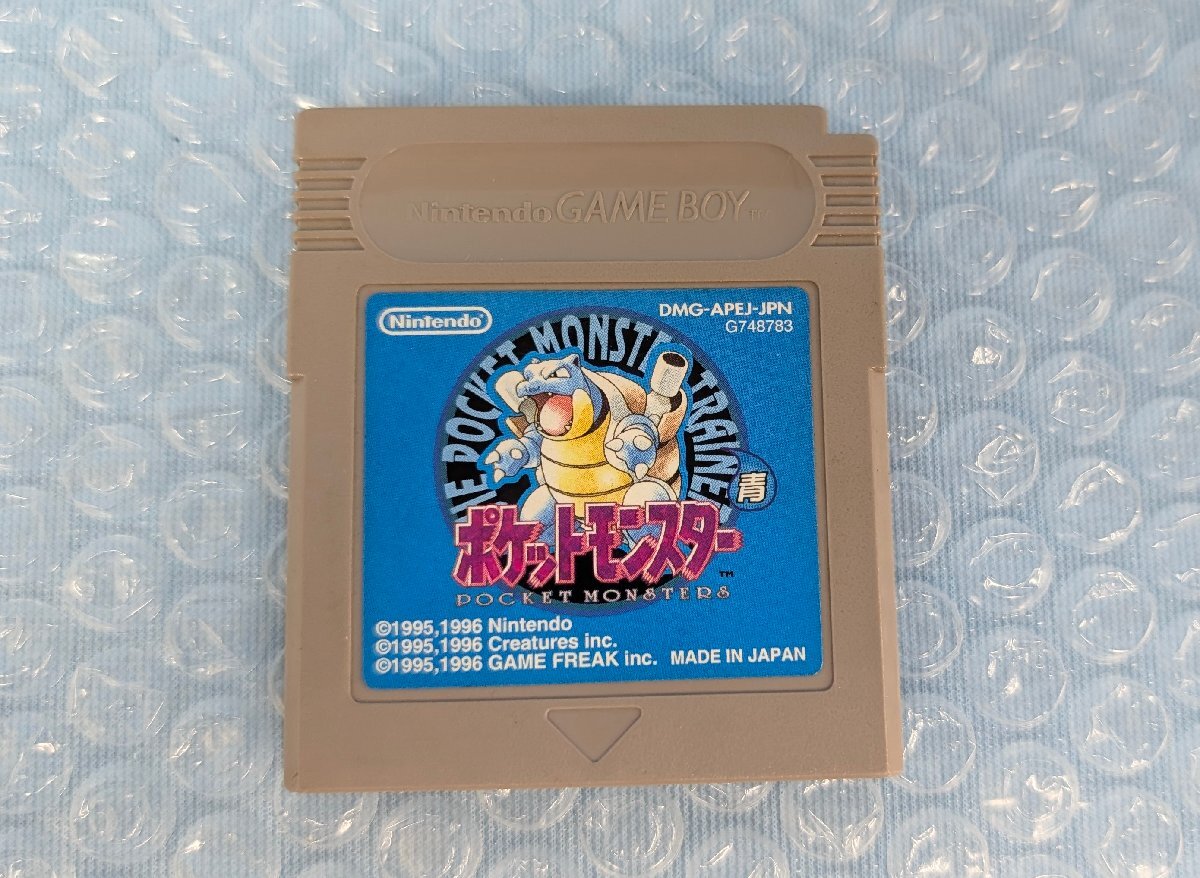 Nintendo GAME BOY™
Nintendo
DMG-APEJ-JPN
G748783
THE POCKET MONSTER TRAINER
青
ポケットモンスター
™
POCKET MONSTERS
©1995,1996 Nintendo
©1995,1996 Creatures inc.
©1995,1996 GAME FREAK inc. MADE IN JAPAN